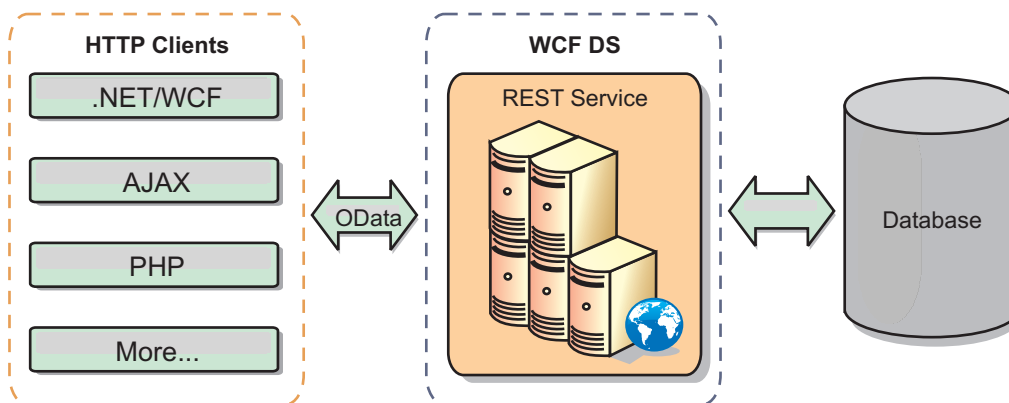 HTTP Clients
.NET/WCF
AJAX
PHP
More...
OData
WCF DS
REST Service
Database